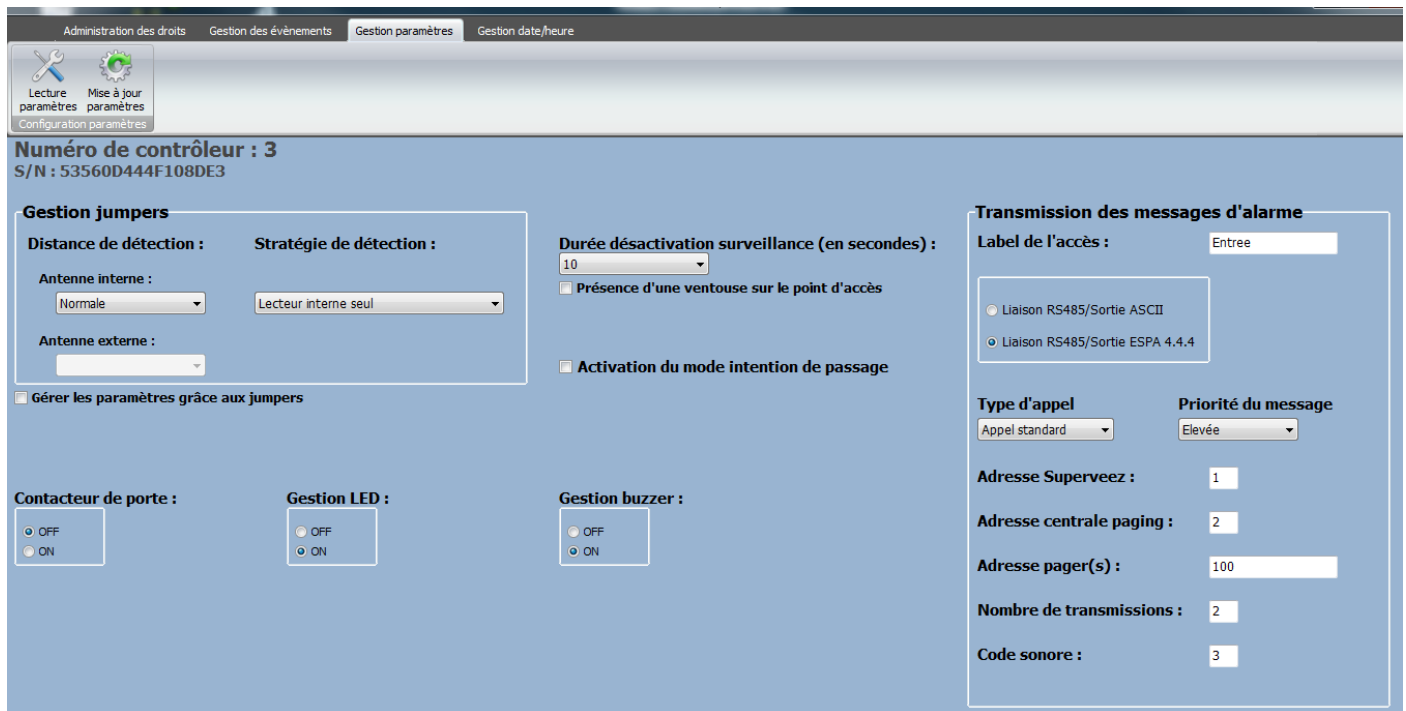 Administration des droits Gestion des évènements Gestion paramètres Gestion date/heure
Lecture paramètres
Mise à jour paramètres
Configuration paramètres
Numéro de contrôleur : 3
S/N : 53560D444F108DE3
Gestion jumpers
Distance de détection :
Stratégie de détection :
Antenne interne :
Normale
Lecteur interne seul
Antenne externe :
Gérer les paramètres grâce aux jumpers
Durée désactivation surveillance (en secondes) :
10
Présence d'une ventouse sur le point d'accès
Activation du mode intention de passage
Contacteur de porte :
OFF
ON
Gestion LED :
OFF
ON
Gestion buzzer :
OFF
ON
Transmission des messages d'alarme
Label de l'accès : Entree
Liaison RS485/Sortie ASCII
Liaison RS485/Sortie ESPA 4.4.4
Type d'appel
Appel standard
Priorité du message
Elevée
Adresse Superveez : 1
Adresse centrale paging : 2
Adresse pager(s) : 100
Nombre de transmissions : 2
Code sonore : 3